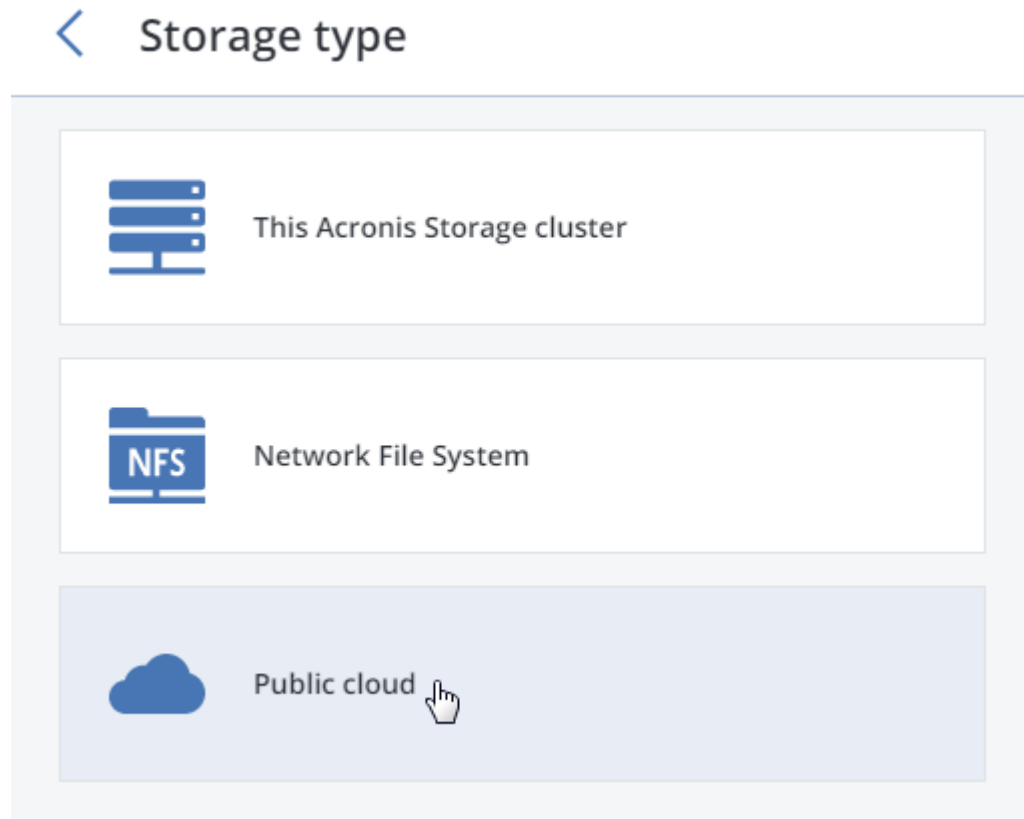 Storage type
This Acronis Storage cluster
NFS
Network File System
Public cloud